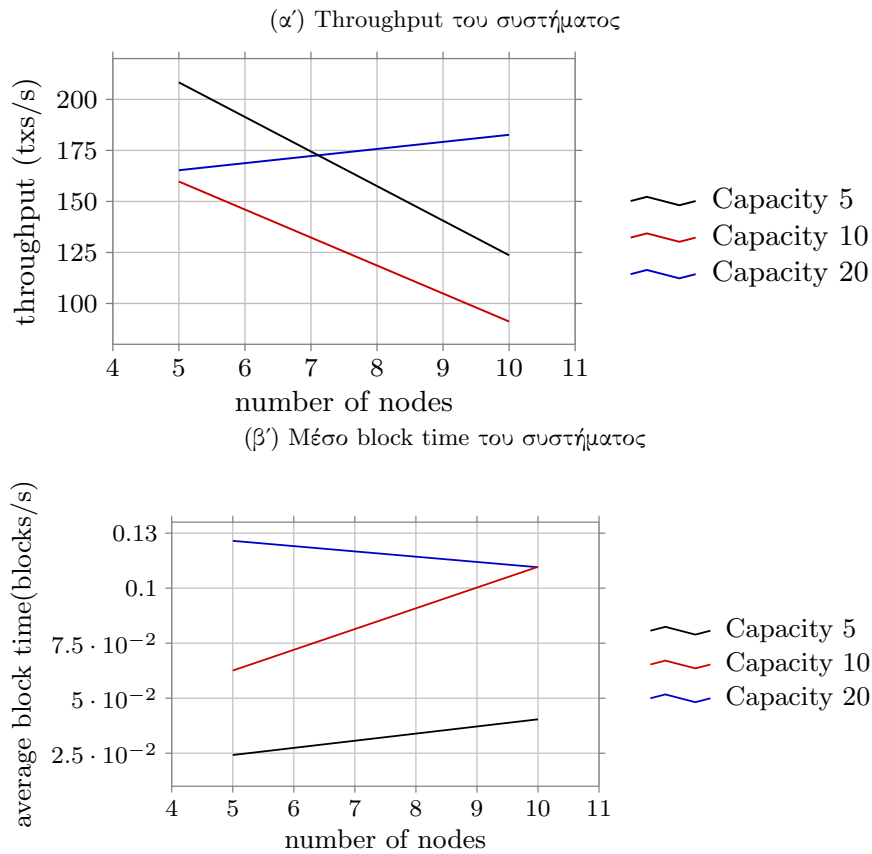 (αʹ) Throughput του συστήματος
throughput (txs/s)
200
175
150
125
100
4 5 6 7 8 9 10 11
number of nodes
Capacity 5
Capacity 10
Capacity 20
(βʹ) Μέσο block time του συστήματος
average block time(blocks/s)
0.13
0.1
7.5 · 10⁻²
5 · 10⁻²
2.5 · 10⁻²
4 5 6 7 8 9 10 11
number of nodes
Capacity 5
Capacity 10
Capacity 20